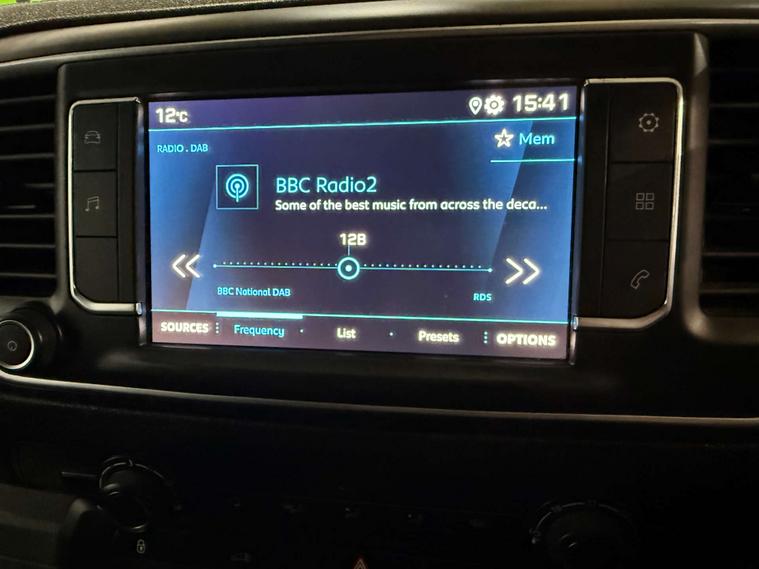 12°C
15:41
RADIO . DAB
Mem
BBC Radio2
Some of the best music from across the deca...
12B
BBC National DAB
RDS
SOURCES
Frequency
List
Presets
OPTIONS